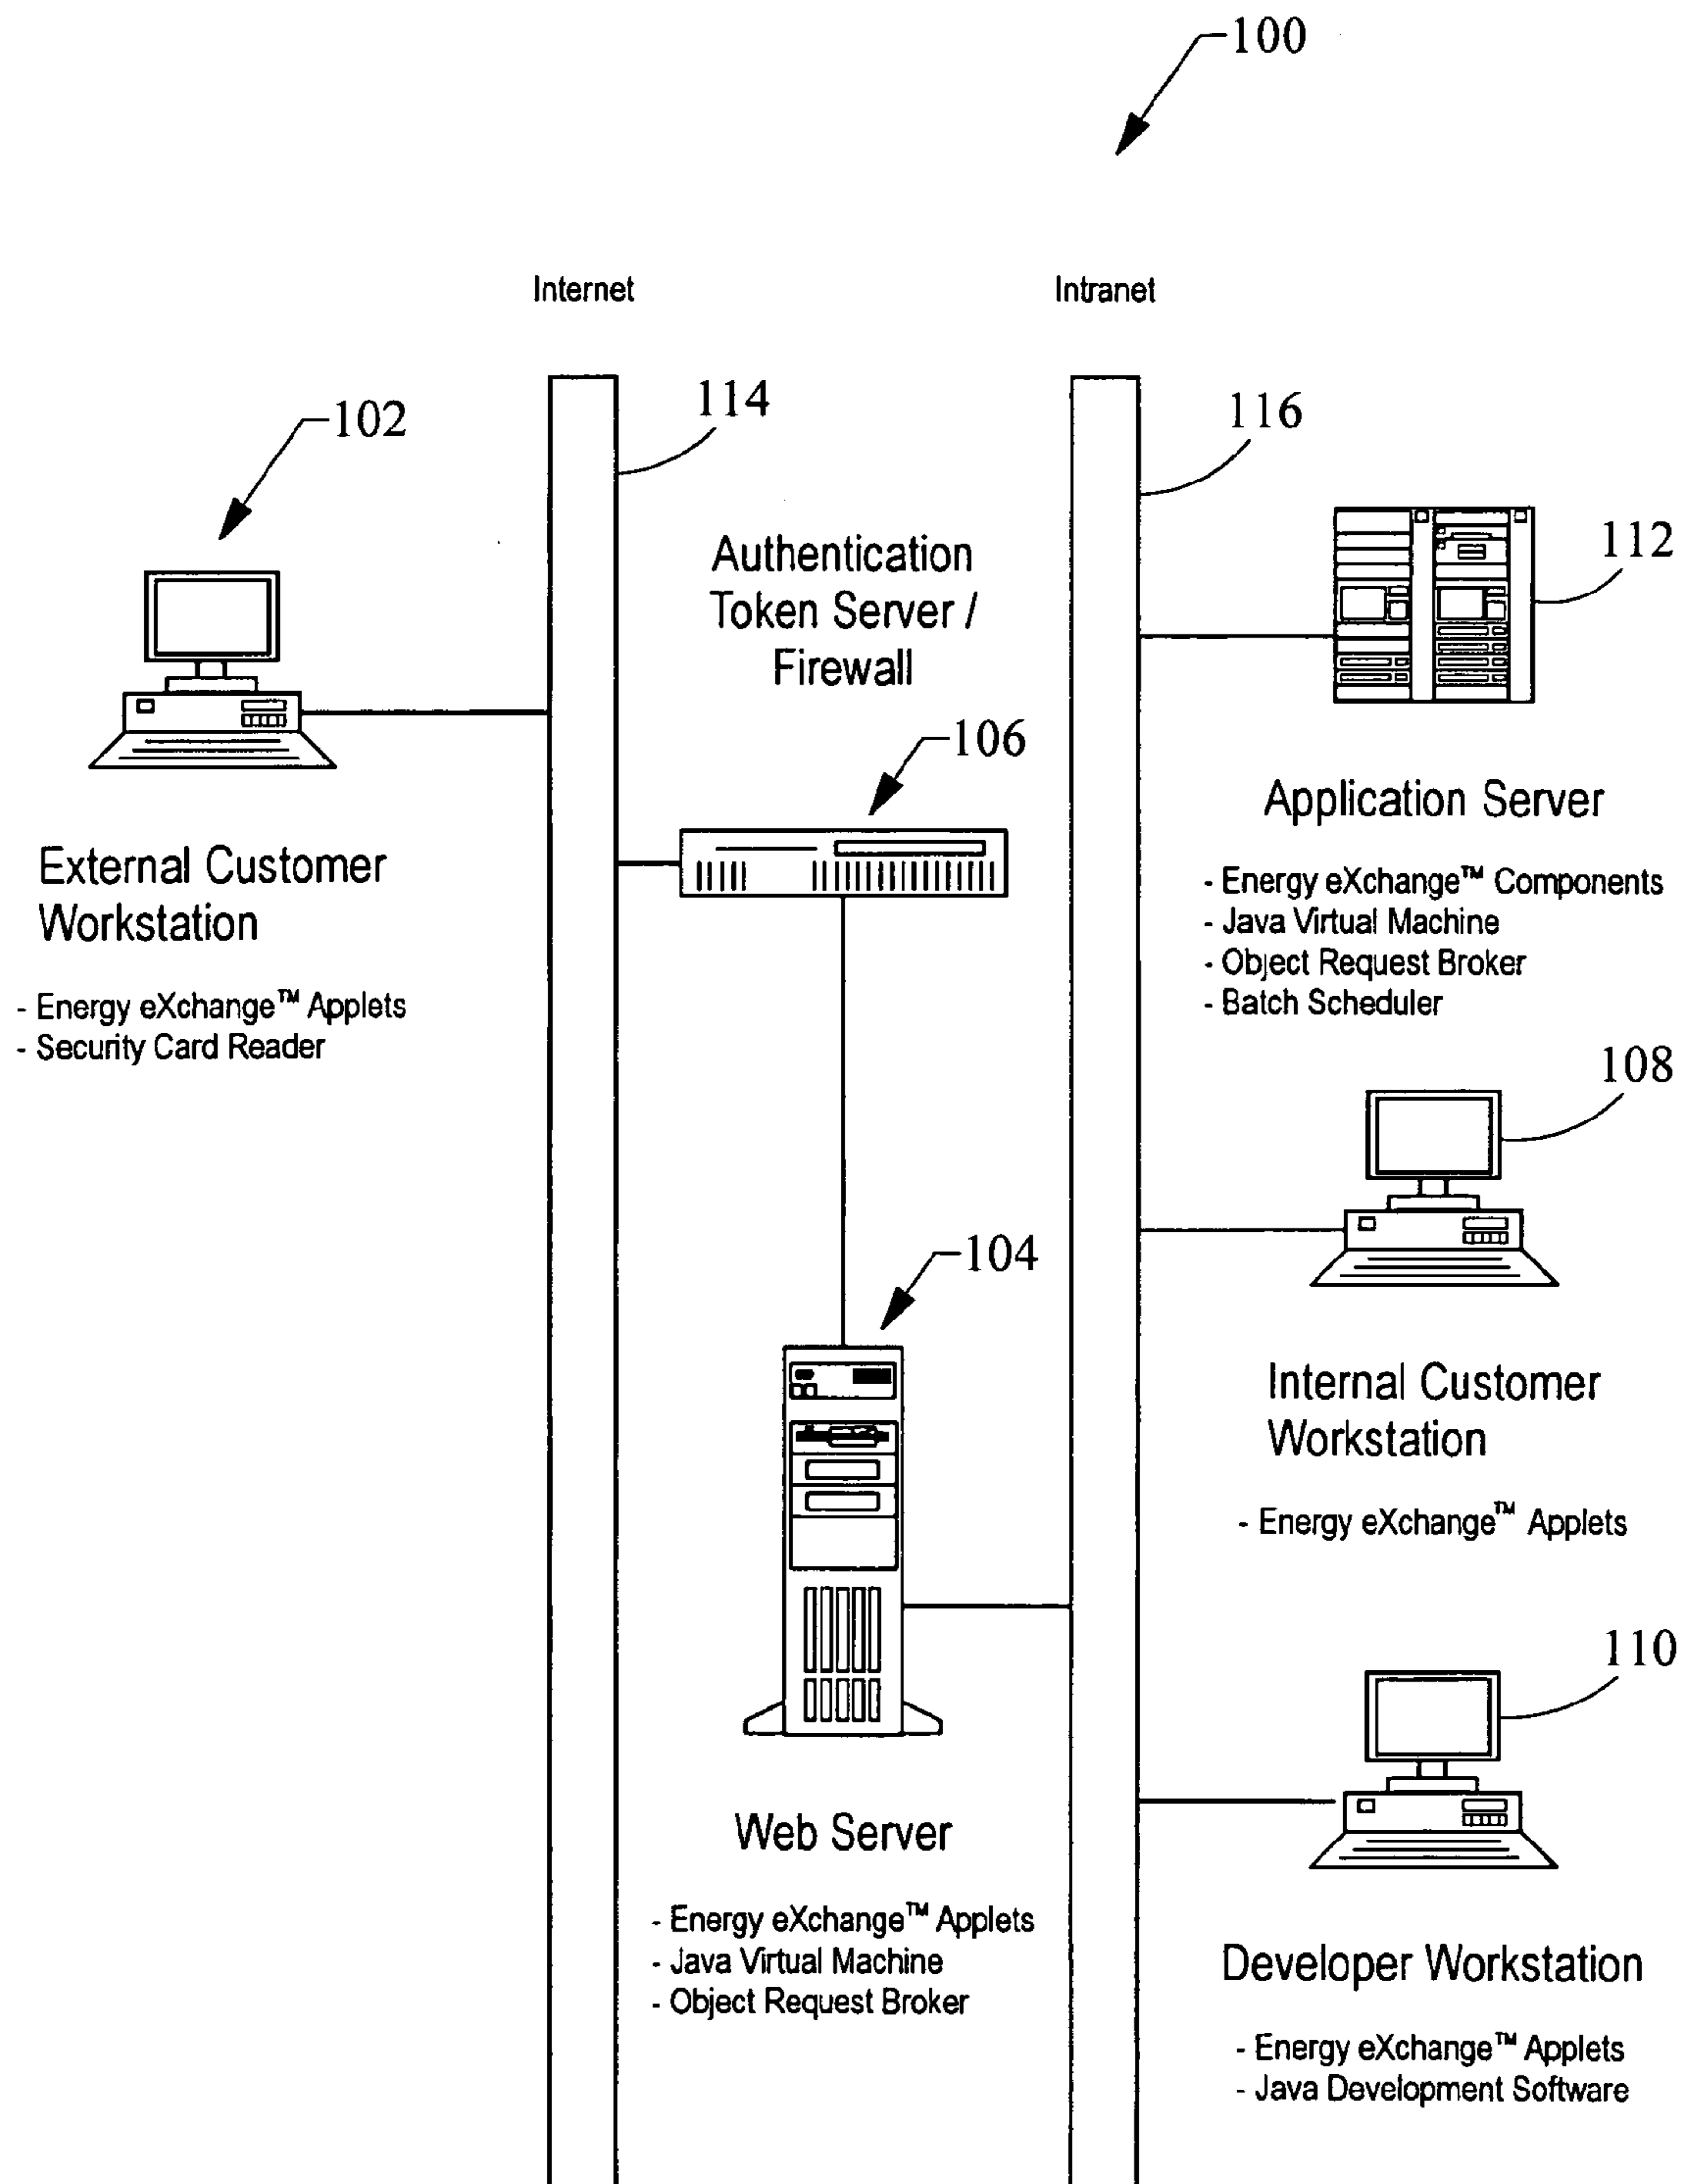 100
Internet
Intranet
102
114
116
Authentication
Token Server /
Firewall
112
106
Application Server
- Energy eXchange™ Components
- Java Virtual Machine
- Object Request Broker
- Batch Scheduler
External Customer
Workstation
- Energy eXchange™ Applets
- Security Card Reader
108
104
Internal Customer
Workstation
- Energy eXchange™ Applets
110
Web Server
- Energy eXchange™ Applets
- Java Virtual Machine
- Object Request Broker
Developer Workstation
- Energy eXchange™ Applets
- Java Development Software